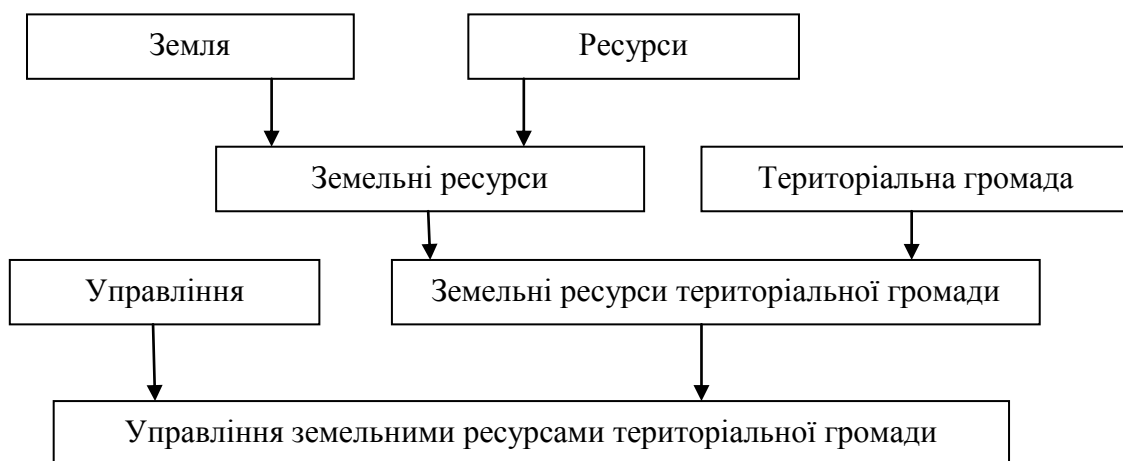 Земля
Ресурси
Земельні ресурси
Територіальна громада
Управління
Земельні ресурси територіальної громади
Управління земельними ресурсами територіальної громади